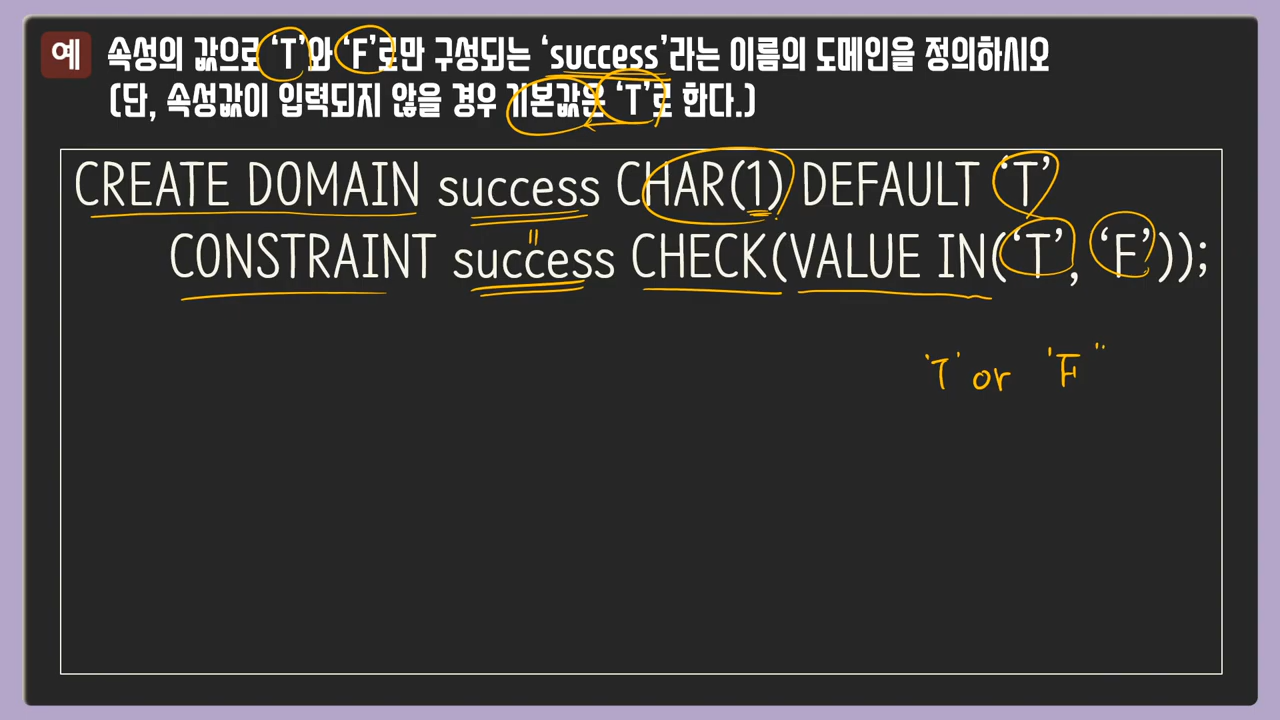 예
속성의 값으로 ‘T’와 ‘F’로만 구성되는 ‘success’라는 이름의 도메인을 정의하시오
(단, 속성값이 입력되지 않을 경우 기본값은 ‘T’로 한다.)
CREATE DOMAIN success CHAR(1) DEFAULT ‘T’
CONSTRAINT success CHECK(VALUE IN(‘T’, ‘F’));
'T' or 'F''